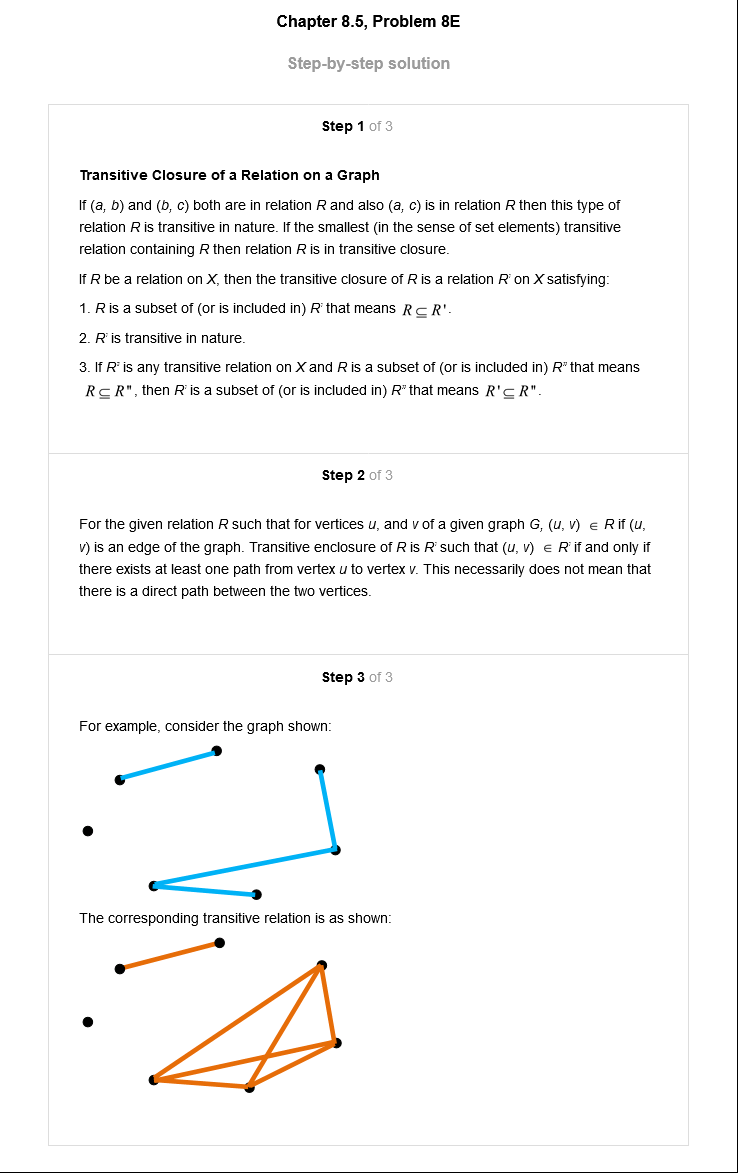 Chapter 8.5, Problem 8E
Step-by-step solution
Step 1 of 3
Transitive Closure of a Relation on a Graph
If (a, b) and (b, c) both are in relation R and also (a, c) is in relation R then this type of
relation R is transitive in nature. If the smallest (in the sense of set elements) transitive
relation containing R then relation R is in transitive closure.
If R be a relation on X, then the transitive closure of R is a relation R' on X satisfying:
1. R is a subset of (or is included in) R' that means R ⊆ R'.
2. R' is transitive in nature.
3. If R" is any transitive relation on X and R is a subset of (or is included in) R" that means
R ⊆ R", then R' is a subset of (or is included in) R" that means R' ⊆ R".
Step 2 of 3
For the given relation R such that for vertices u, and v of a given graph G, (u, v) ∈ R if (u,
v) is an edge of the graph. Transitive enclosure of R is R' such that (u, v) ∈ R' if and only if
there exists at least one path from vertex u to vertex v. This necessarily does not mean that
there is a direct path between the two vertices.
Step 3 of 3
For example, consider the graph shown:
The corresponding transitive relation is as shown: